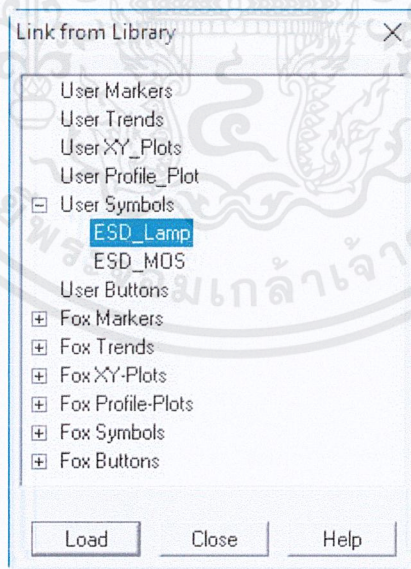 Link from Library
User Markers
User Trends
User XY_Plots
User Profile_Plot
User Symbols
ESD_Lamp
ESD_MOS
User Buttons
Fox Markers
Fox Trends
Fox XY-Plots
Fox Profile-Plots
Fox Symbols
Fox Buttons
Load Close Help